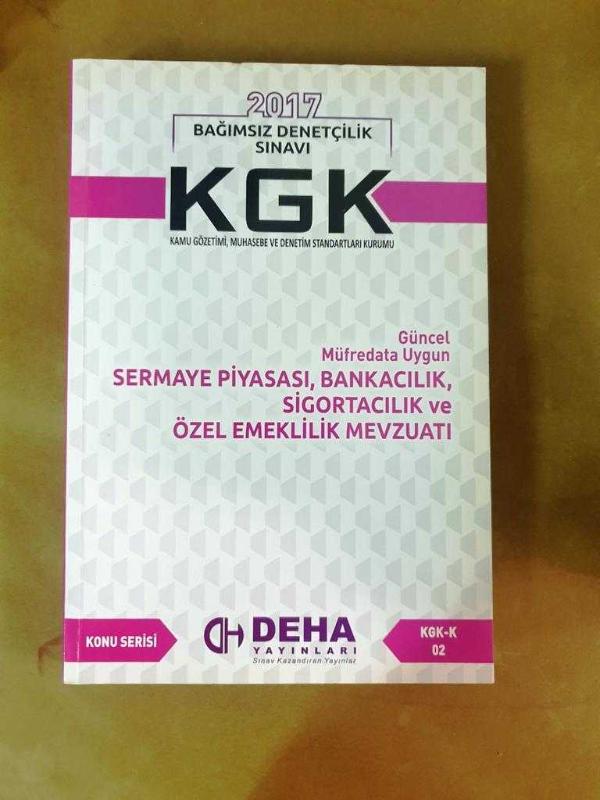 2017
BAĞIMSIZ DENETÇİLİK
SINAVI
KGK
KAMU GÖZETİMİ, MUHASEBE VE DENETİM STANDARTLARI KURUMU
Güncel
Müfredata Uygun
SERMAYE PİYASASI, BANKACILIK,
SİGORTACILIK ve
ÖZEL EMEKLİLİK MEVZUATI
KONU SERİSİ
DEHA
YAYINLARI
Sınav Kazandıran Yayınlar
KGK-K
02